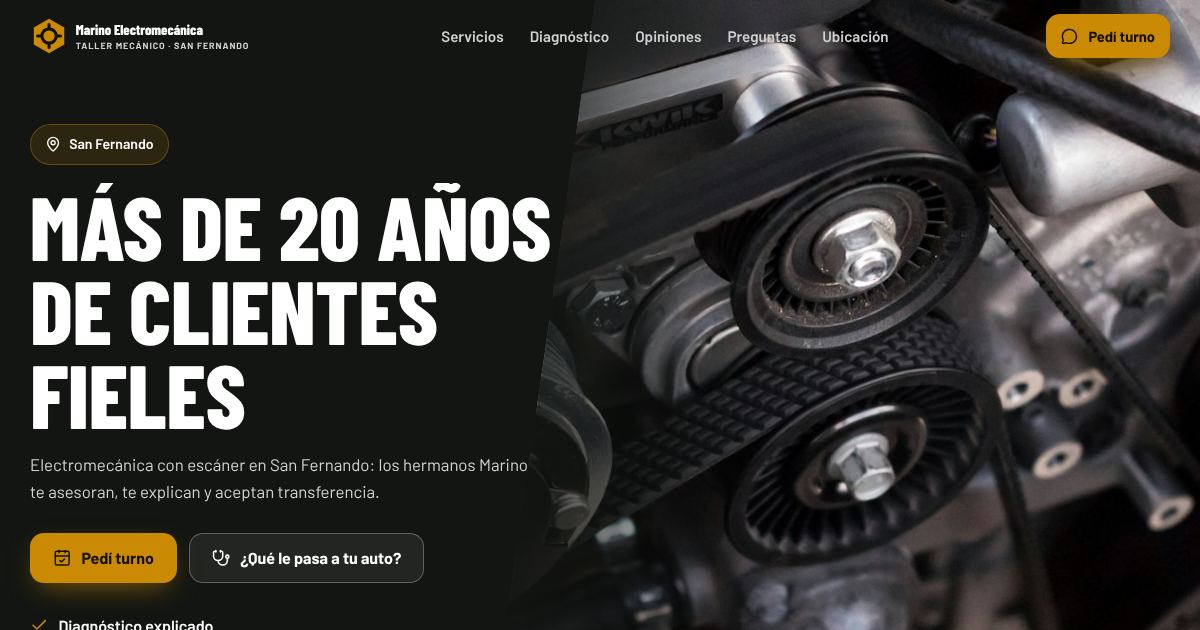 Marino Electromecánica
TALLER MECÁNICO · SAN FERNANDO
Servicios
Diagnóstico
Opiniones
Preguntas
Ubicación
Pedí turno
San Fernando
MÁS DE 20 AÑOS
DE CLIENTES
FIELES
Electromecánica con escáner en San Fernando: los hermanos Marino
te asesoran, te explican y aceptan transferencia.
Pedí turno
¿Qué le pasa a tu auto?
Diagnóstico explicado
KWIK